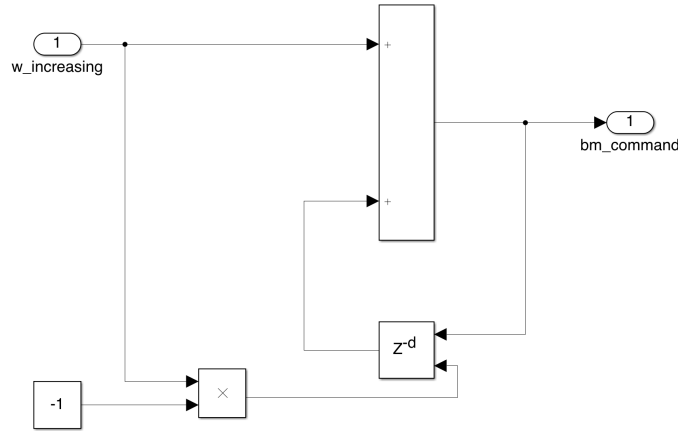 1
w_increasing
+
1
bm_command
+
Z-d
-1
×